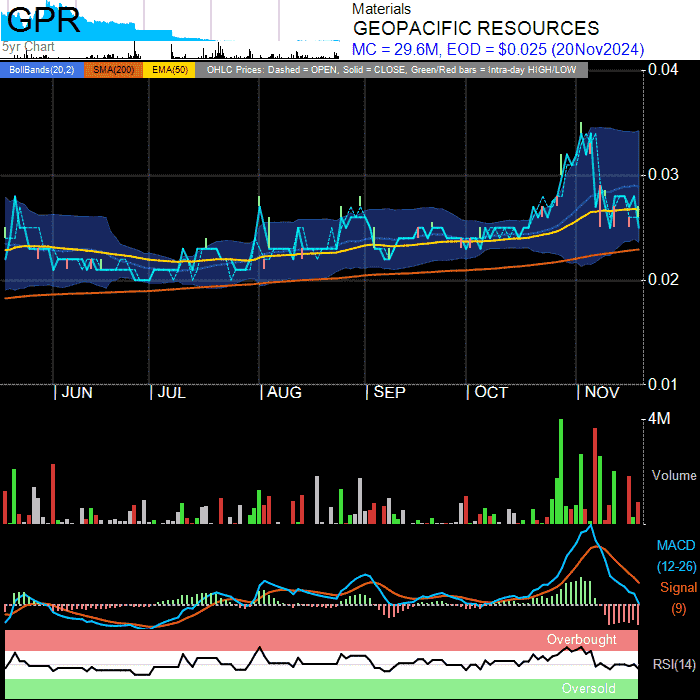 GPR
5yr Chart
Materials
GEOPACIFIC RESOURCES
MC = 29.6M, EOD = $0.025 (20Nov2024)
BollBands(20,2) SMA(200) EMA(50) OHLC Prices: Dashed = OPEN, Solid = CLOSE, Green/Red bars = Intra-day HIGH/LOW
0.04
0.03
0.02
0.01
| JUN | JUL | AUG | SEP | OCT | NOV
4M
Volume
MACD
(12-26)
Signal
(9)
Overbought
RSI(14)
Oversold